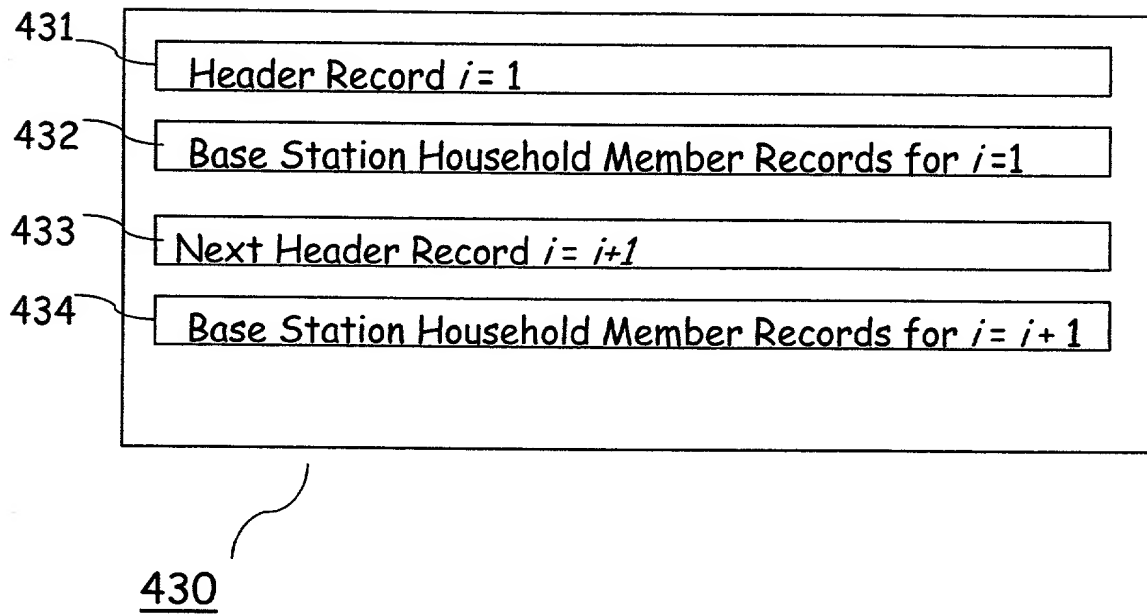 431
Header Record i = 1
432
Base Station Household Member Records for i =1
433
Next Header Record i = i+1
434
Base Station Household Member Records for i = i + 1
430